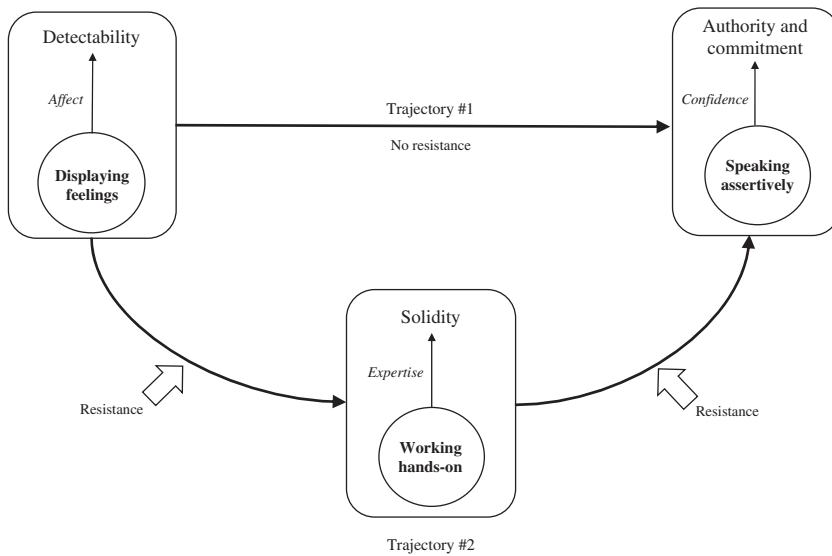 Detectability
Affect
Displaying
feelings
Trajectory #1
No resistance
Authority and
commitment
Confidence
Speaking
assertively
Resistance
Solidity
Expertise
Working
hands-on
Resistance
Trajectory #2